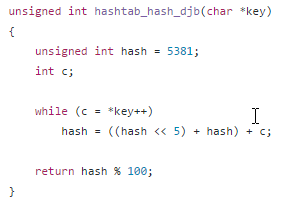 unsigned int hashtab_hash_djb(char *key)
{
    unsigned int hash = 5381;
    int c;
    while (c = *key++)
        hash = ((hash << 5) + hash) + c;
    return hash % 100;
}